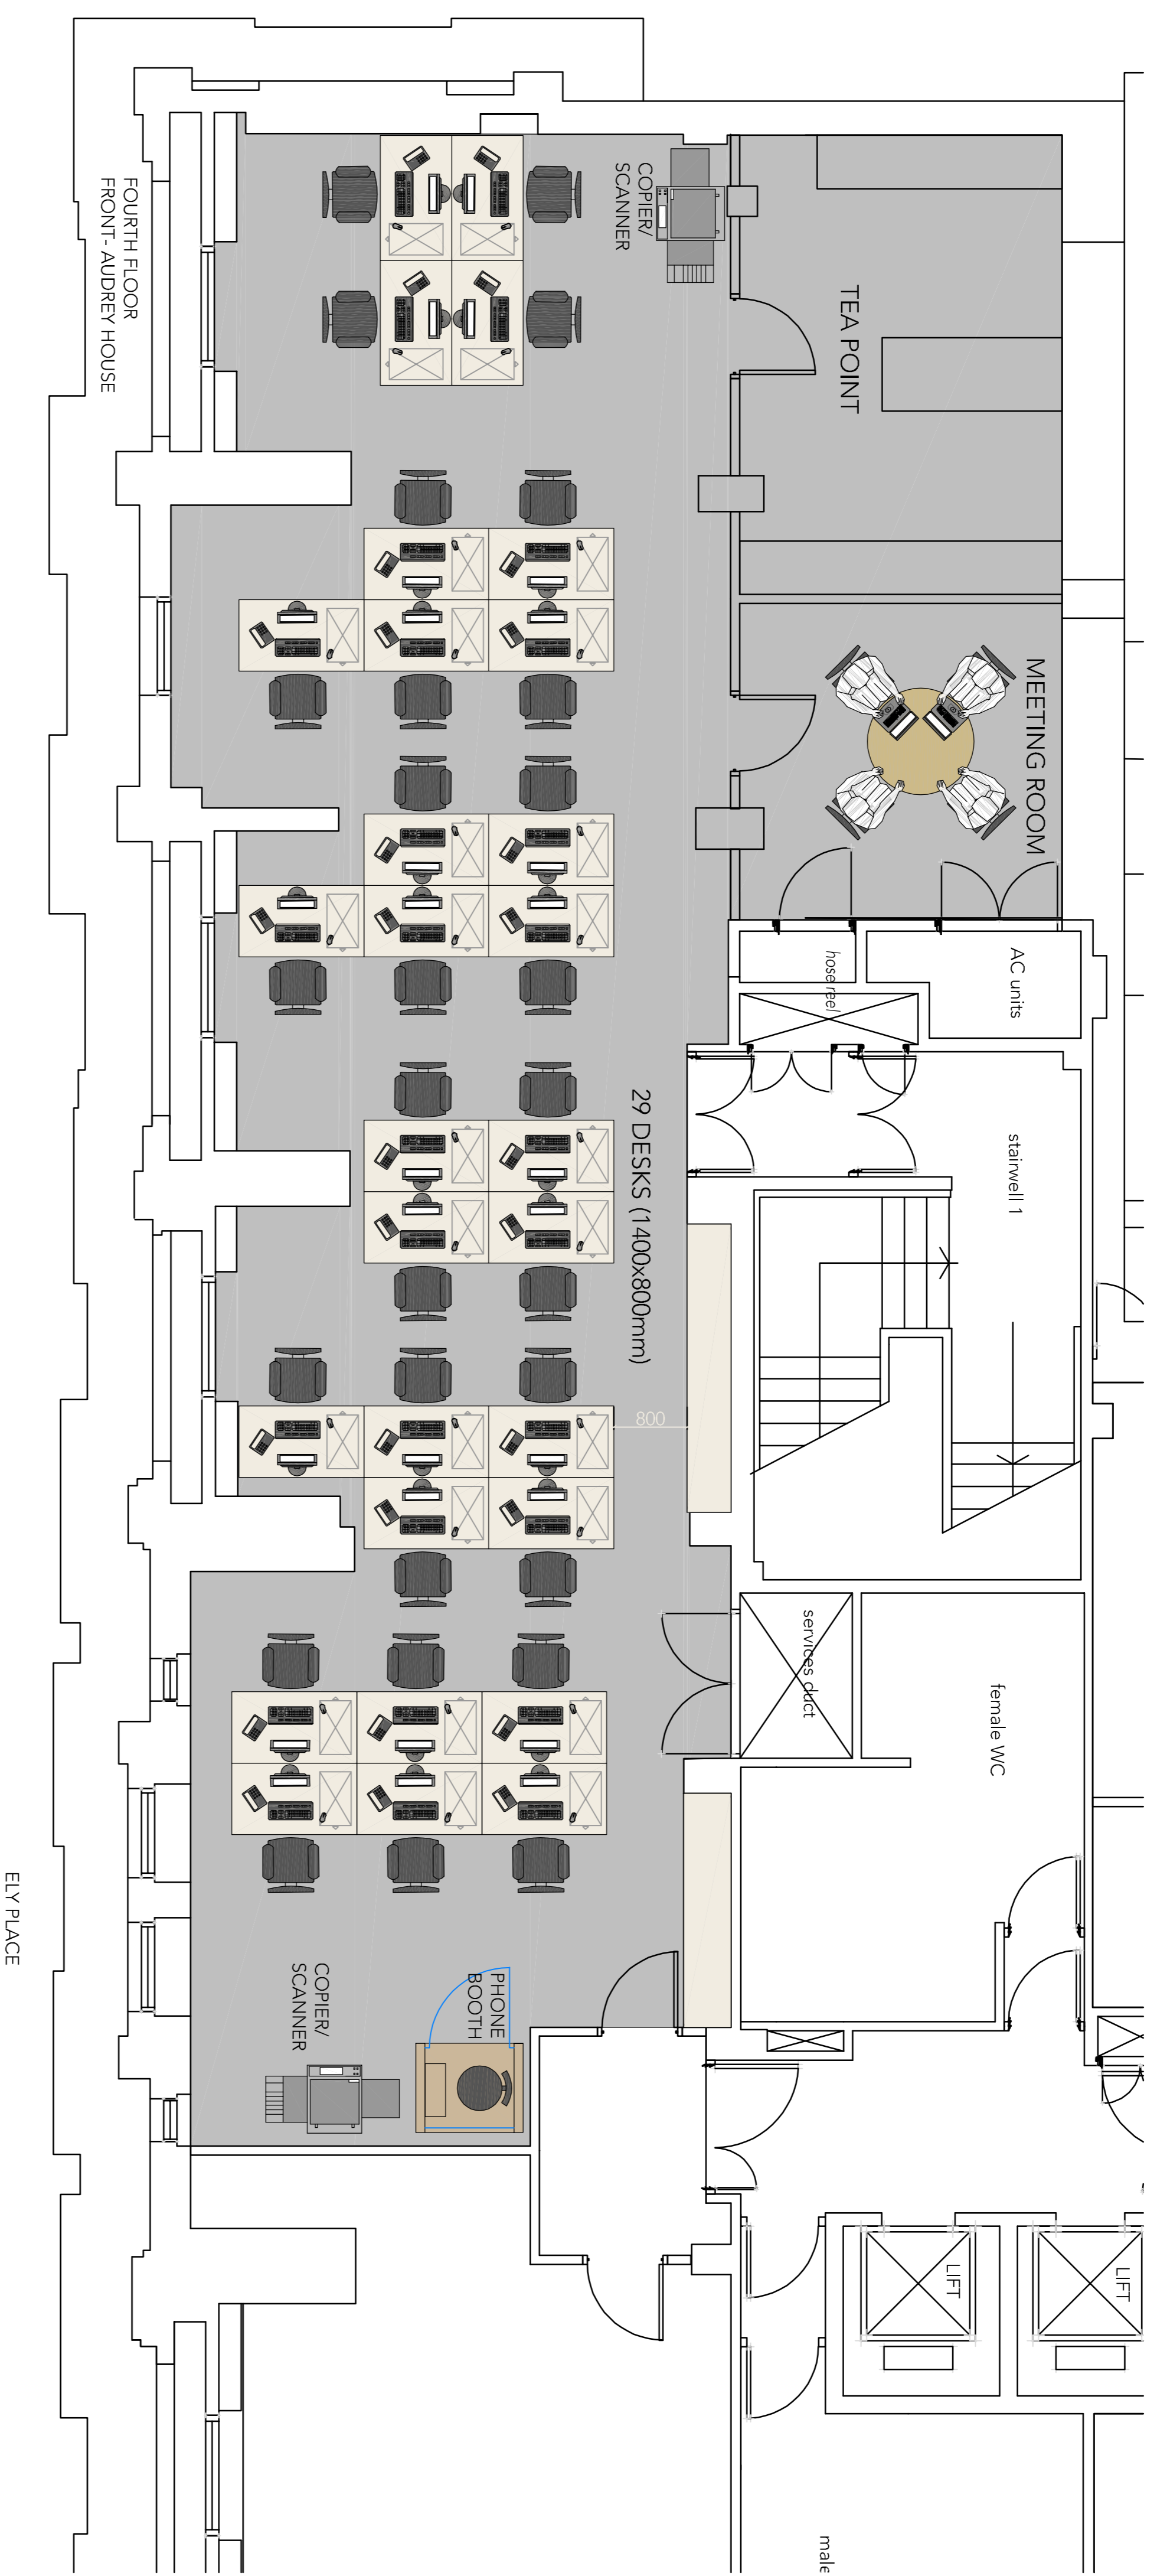 FOURTH FLOOR
FRONT- AUDREY HOUSE
COPIER/
SCANNER
TEA POINT
MEETING ROOM
hose reel
AC units
stairwell 1
29 DESKS (1400x800mm)
800
services duct
female WC
ELY PLACE
COPIER/
SCANNER
PHONE
BOOTH
LIFT
LIFT
male